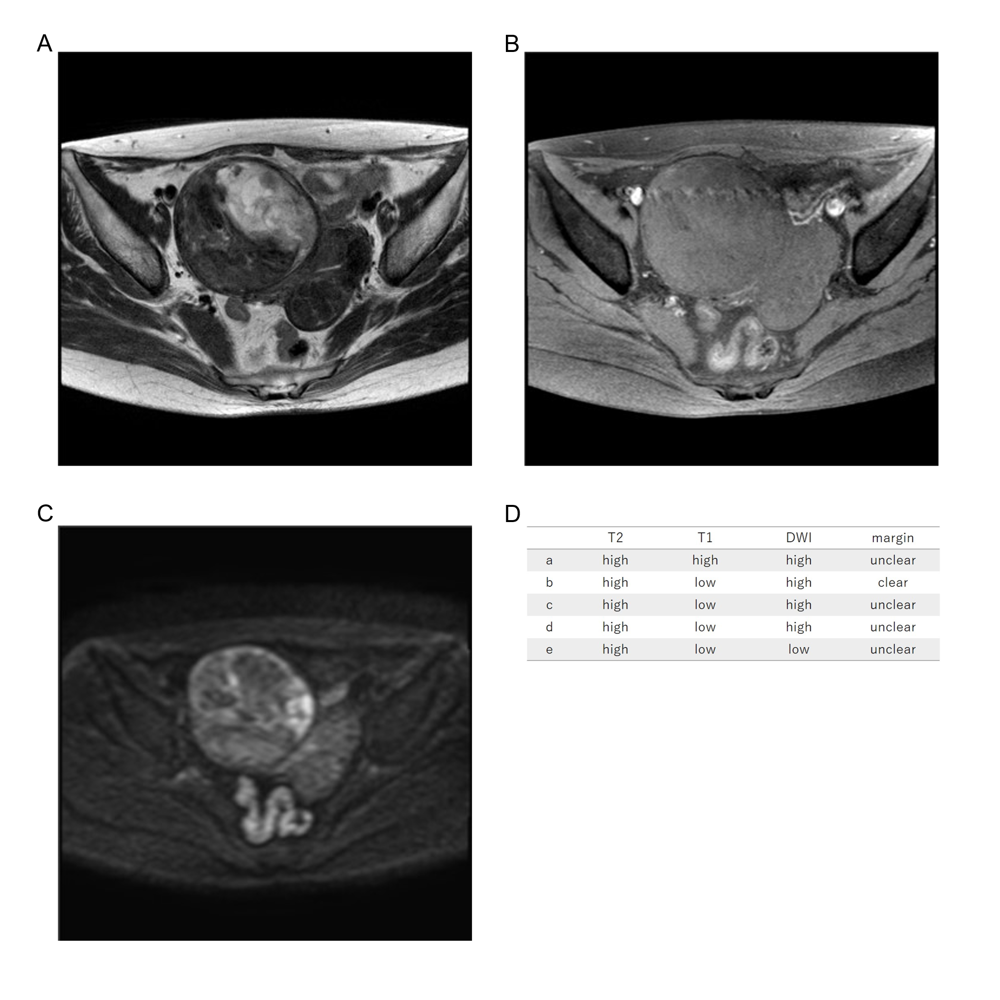 A
B
C
D
T2 T1 DWI margin
a high high high unclear
b high low high clear
c high low high unclear
d high low high unclear
e high low low unclear